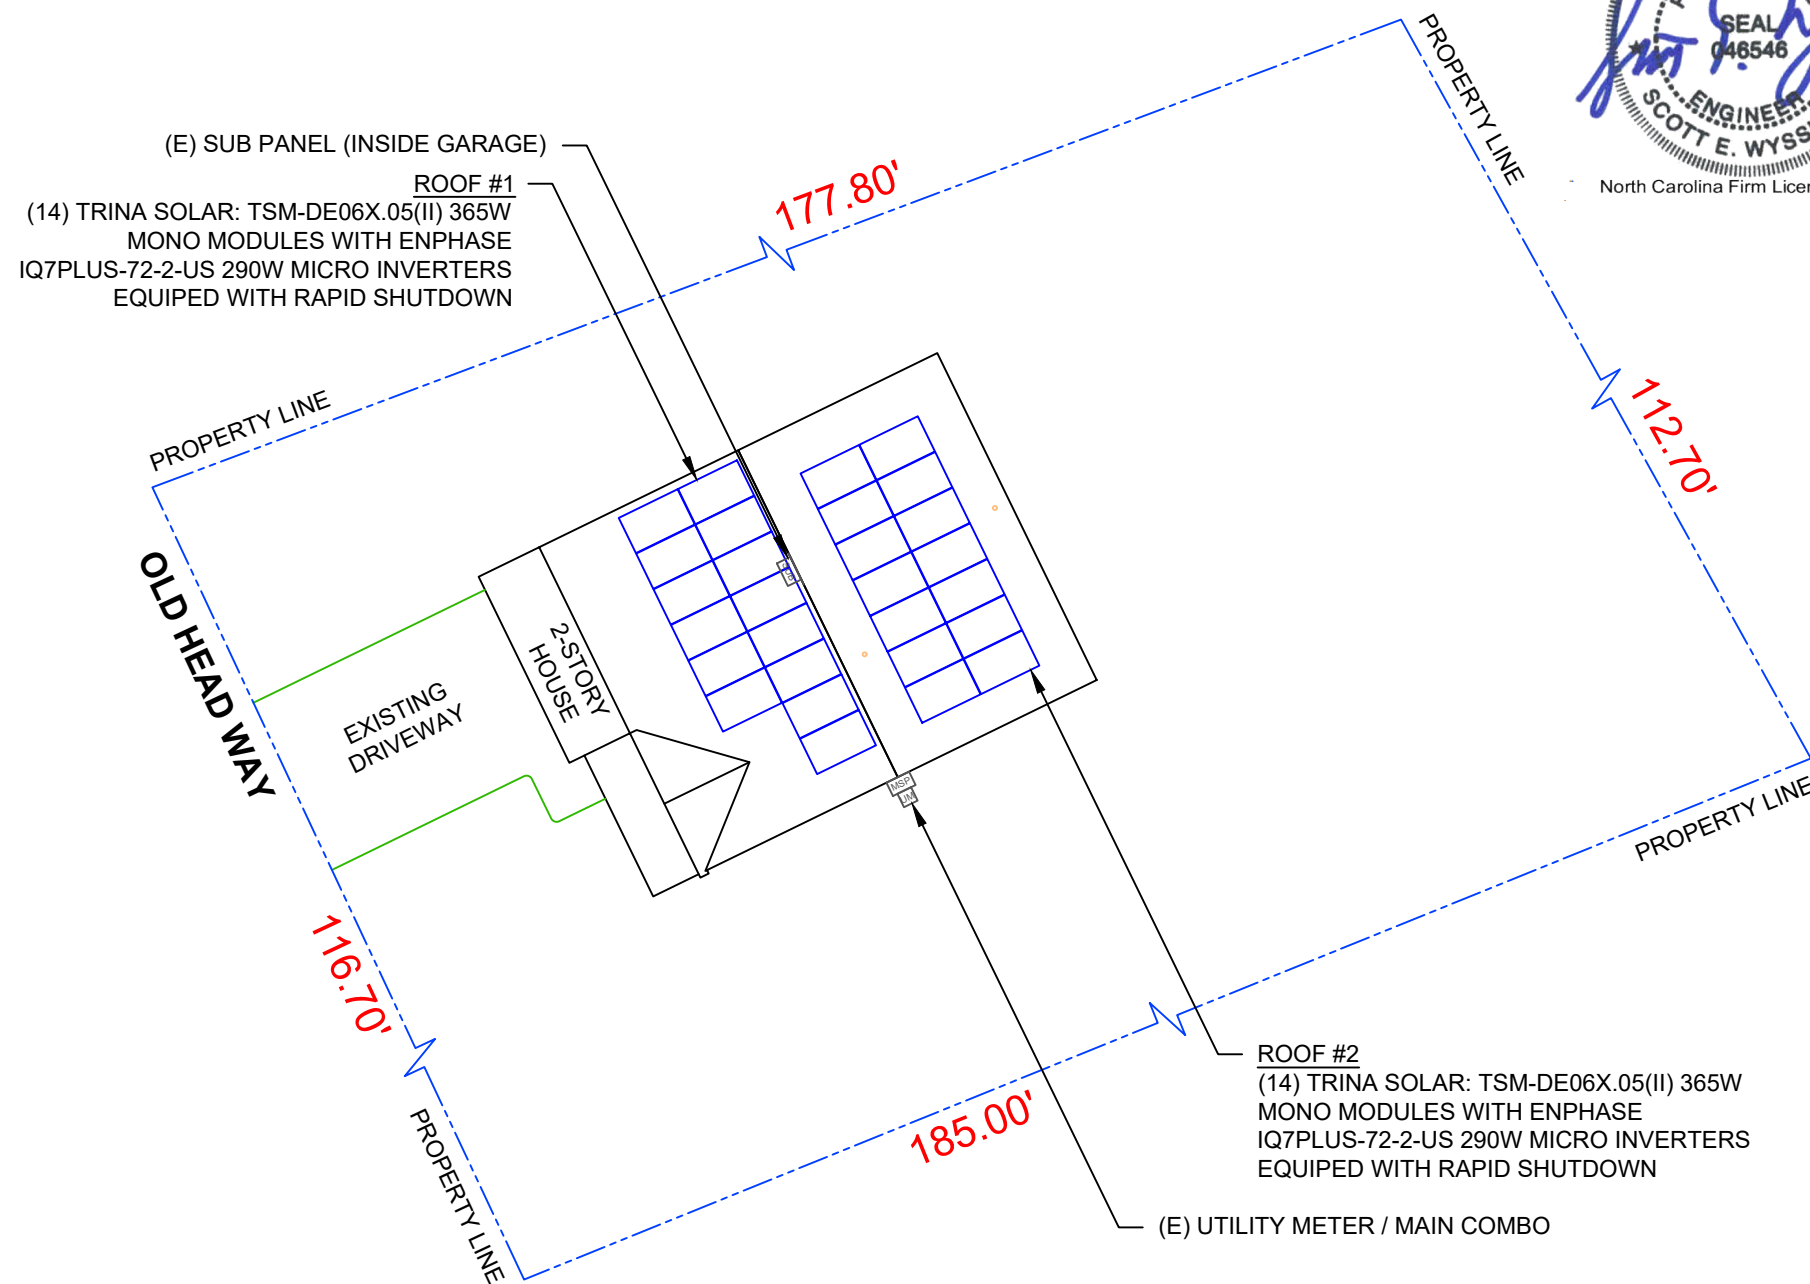 SEAL
046546
ENGINEER
SCOTT E.
North Carolina Firm
PROPERTY LINE
(E) SUB PANEL (INSIDE GARAGE)
ROOF #1
(14) TRINA SOLAR: TSM-DE06X.05(II) 365W
MONO MODULES WITH ENPHASE
IQ7PLUS-72-2-US 290W MICRO INVERTERS
EQUIPED WITH RAPID SHUTDOWN
177.80'
PROPERTY LINE
112.70'
OLD HEAD WAY
2-STORY
HOUSE
SUB
EXISTING
DRIVEWAY
MSP
UM
PROPERTY LINE
116.70'
ROOF #2
(14) TRINA SOLAR: TSM-DE06X.05(II) 365W
MONO MODULES WITH ENPHASE
IQ7PLUS-72-2-US 290W MICRO INVERTERS
EQUIPED WITH RAPID SHUTDOWN
185.00'
PROPERTY LINE
(E) UTILITY METER / MAIN COMBO